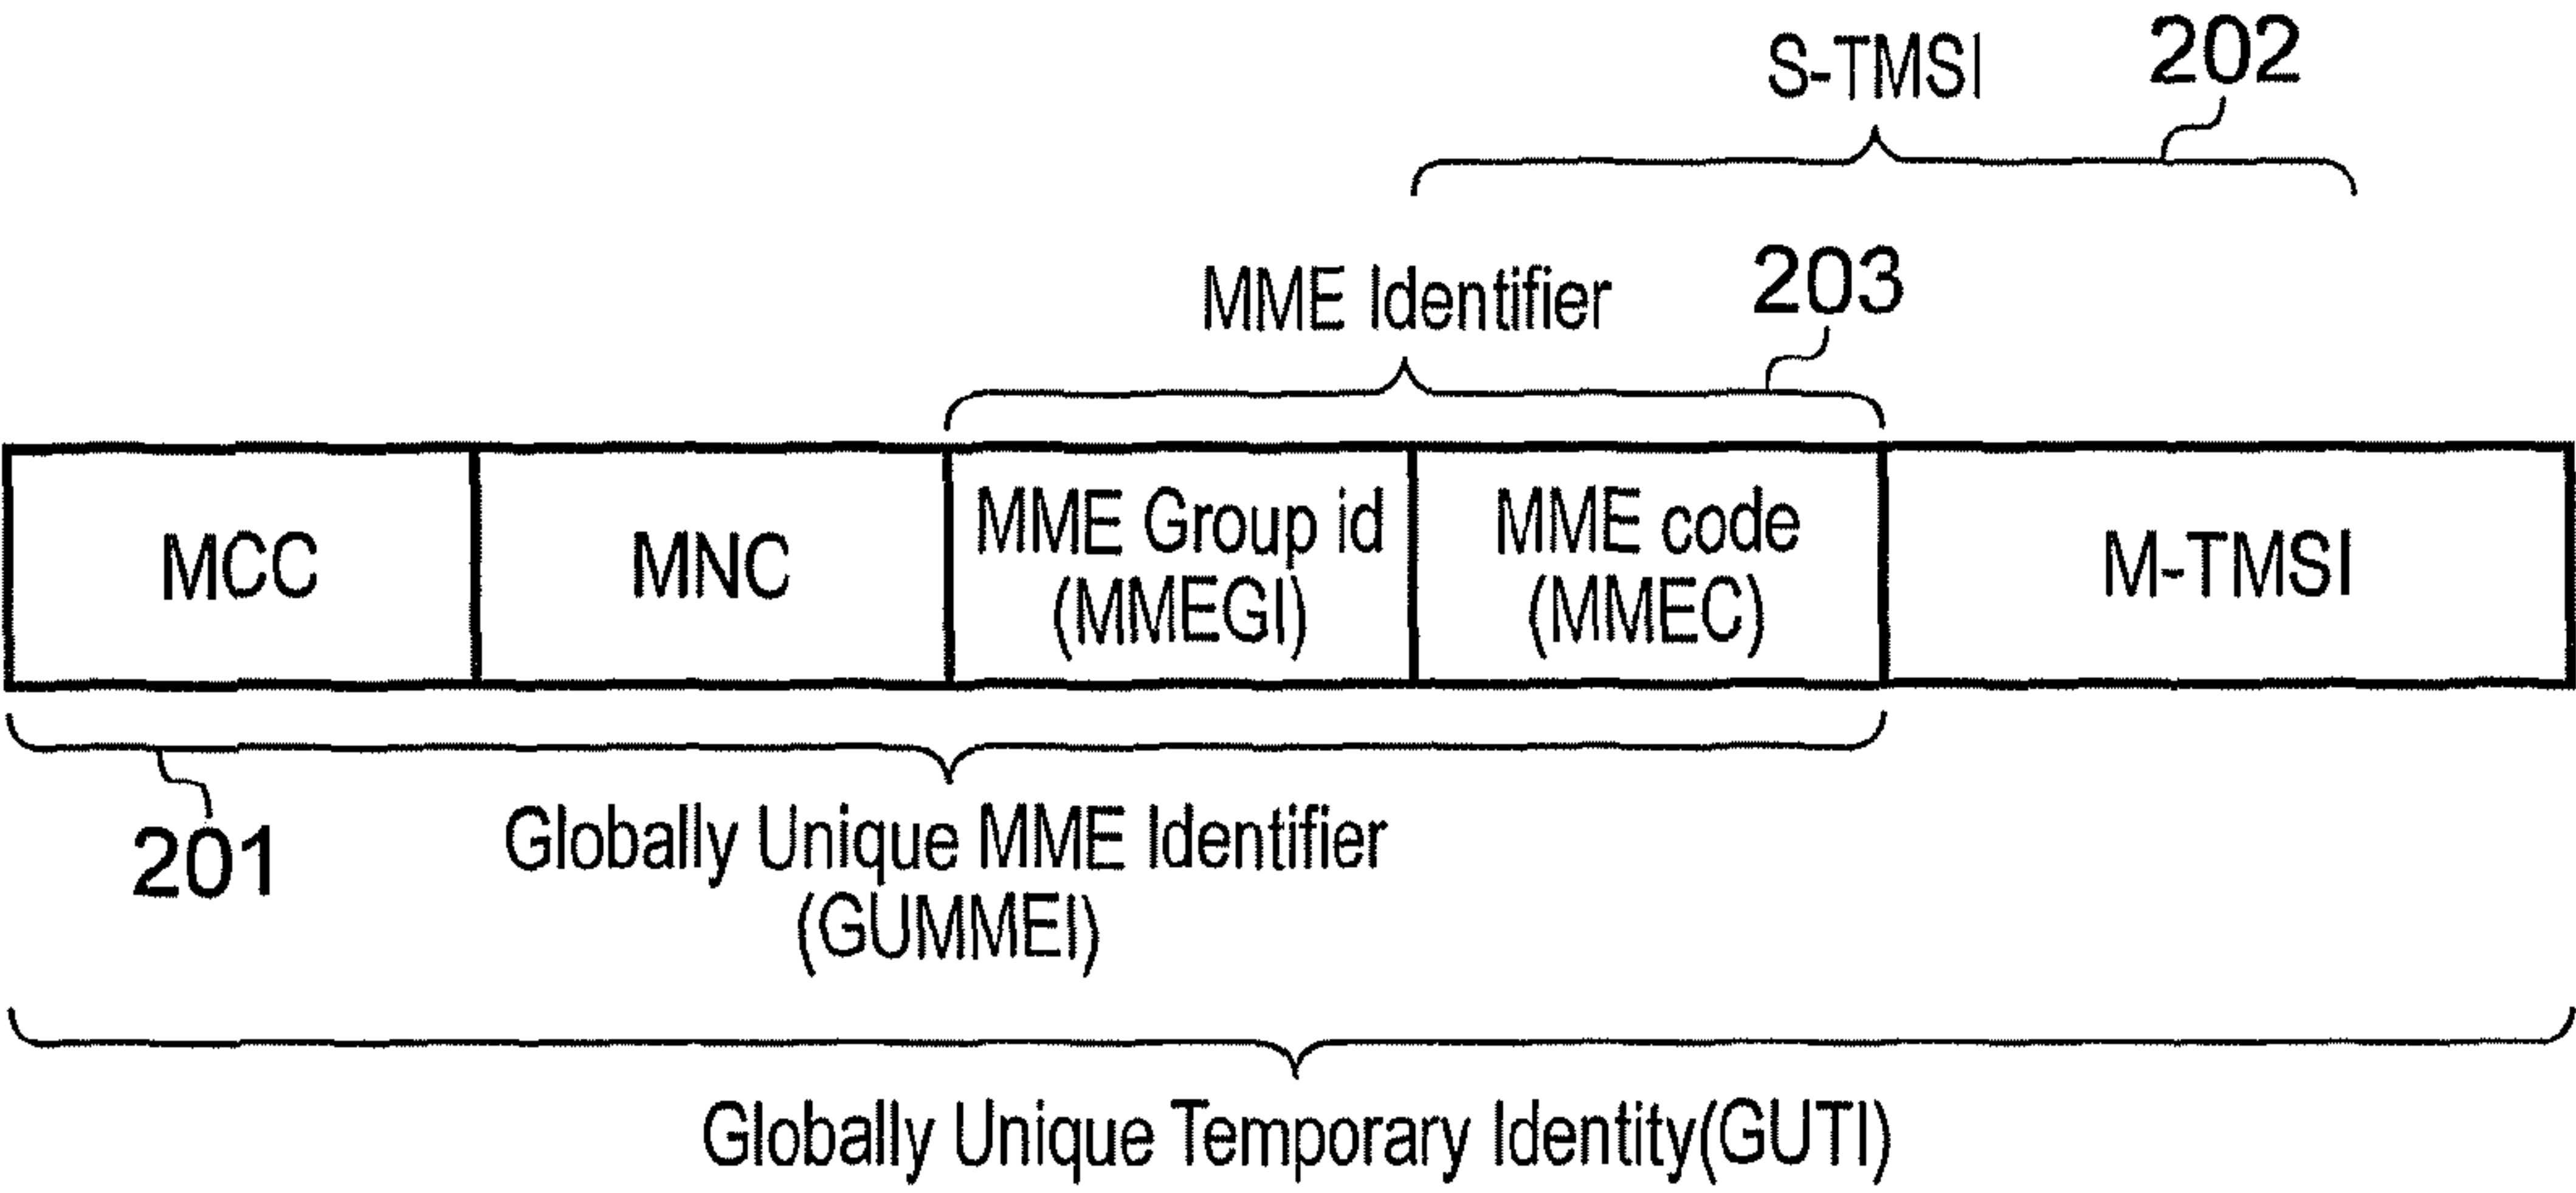 S-TMSI 202
MME Identifier 203
MCC
MNC
MME Group id
(MMEGI)
MME code
(MMEC)
M-TMSI
201
Globally Unique MME Identifier
(GUMMEI)
Globally Unique Temporary Identity(GUTI)